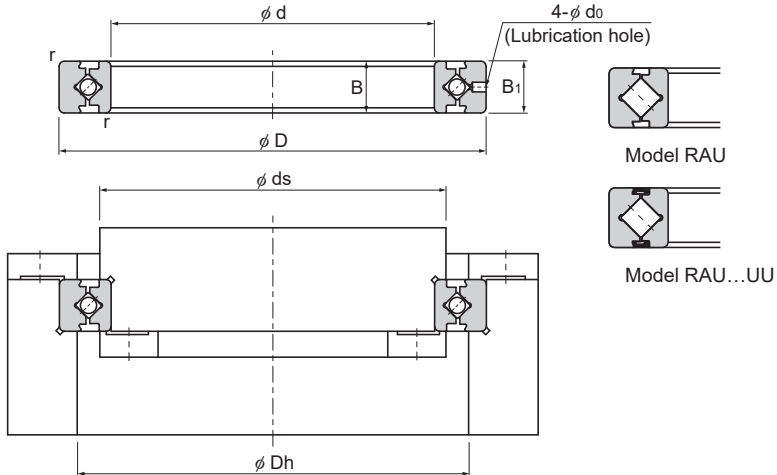 φ d
4-φ d0
(Lubrication hole)
r
B
B1
r
φ D
Model RAU
φ ds
Model RAU…UU
φ Dh